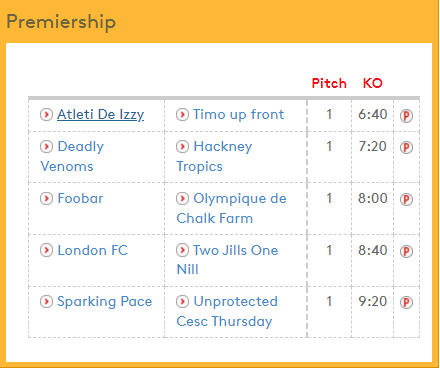 Premiership
Pitch KO
Atleti De Izzy Timo up front 1 6:40 P
Deadly Hackney 1 7:20 P
Venoms Tropics
Foobar Olympique de 1 8:00 P
Chalk Farm
London FC Two Jills One 1 8:40 P
Nill
Sparking Pace Unprotected 1 9:20 P
Cesc Thursday